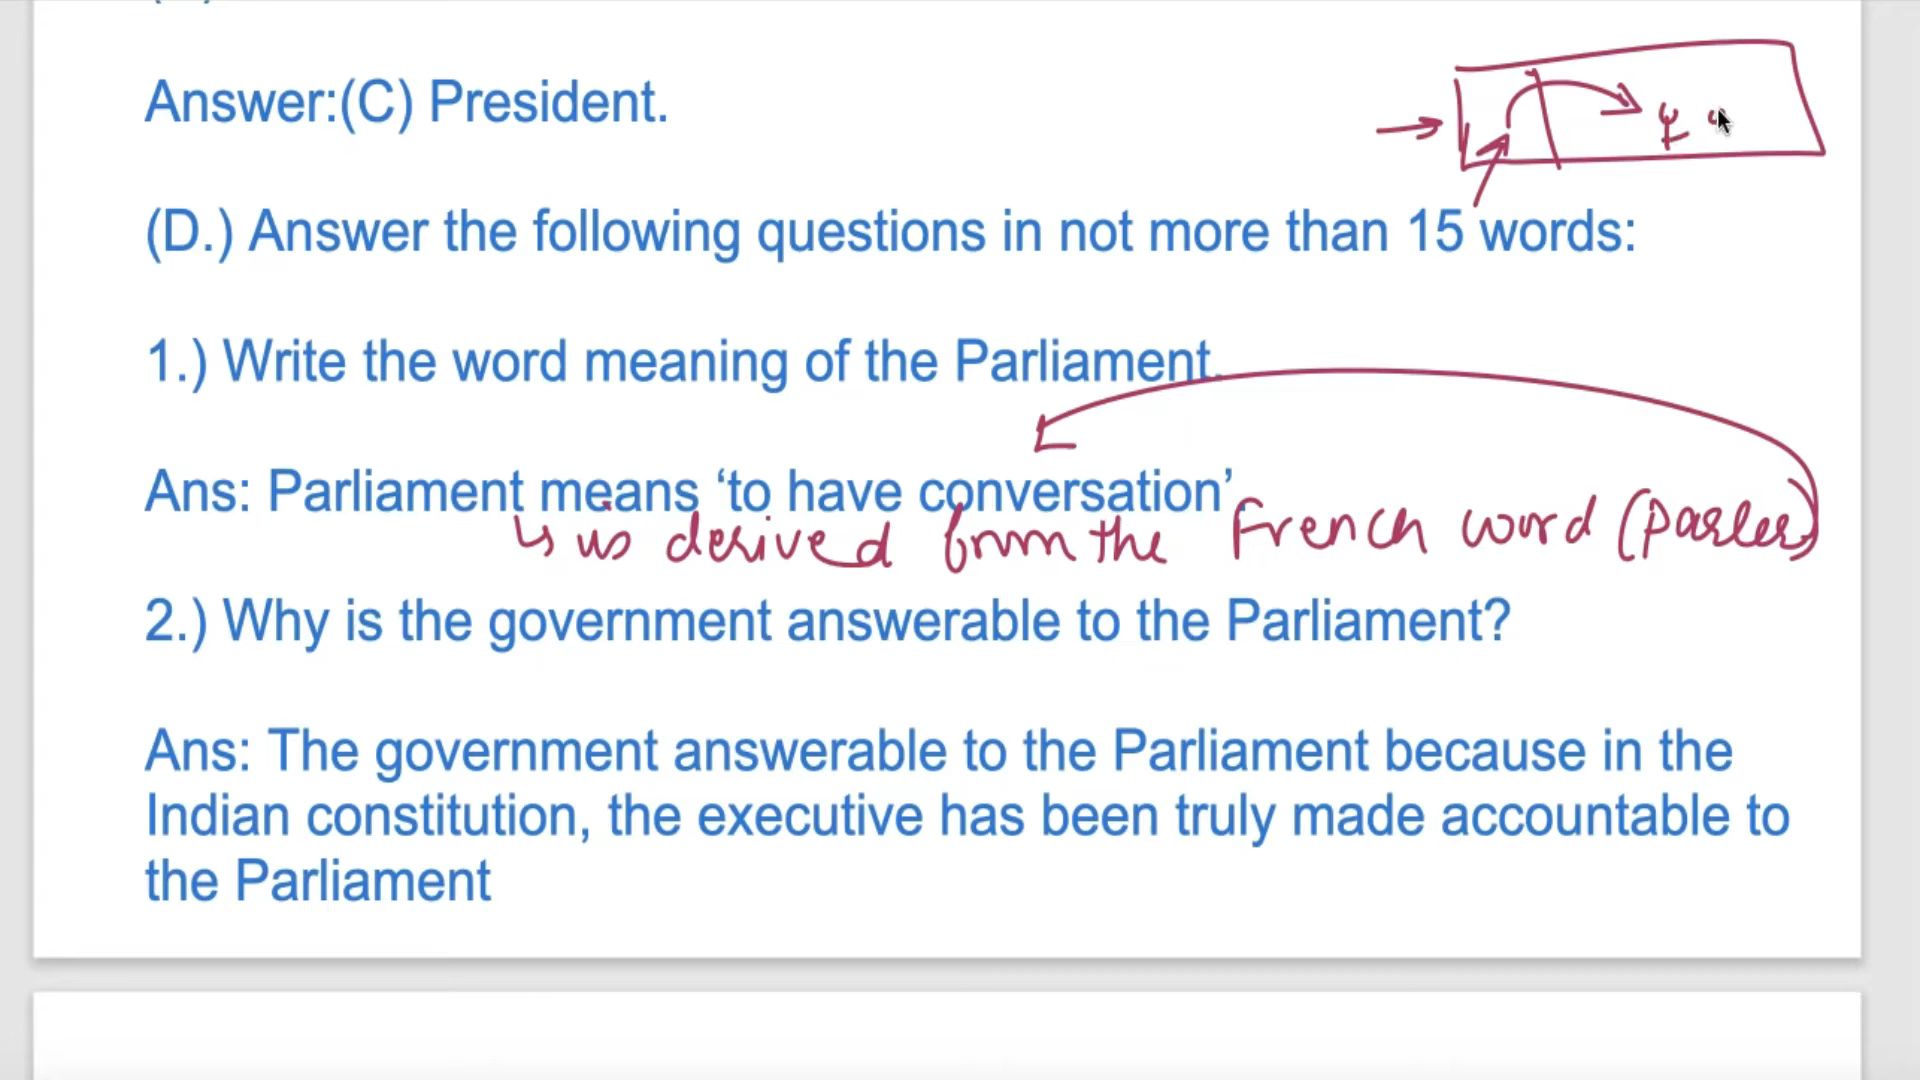 Answer:(C) President.
(D.) Answer the following questions in not more than 15 words:
1.) Write the word meaning of the Parliament.
Ans: Parliament means ‘to have conversation’.
is derived from the French word (Parler)
2.) Why is the government answerable to the Parliament?
Ans: The government answerable to the Parliament because in the
Indian constitution, the executive has been truly made accountable to
the Parliament